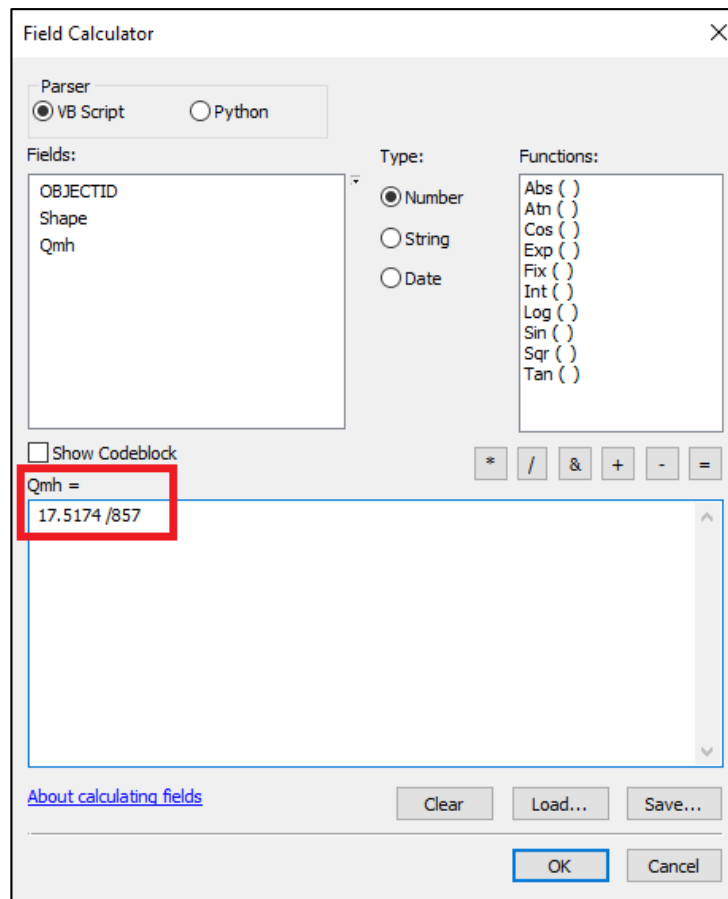 Field Calculator
Parser
VB Script Python
Fields: Type: Functions:
OBJECTID
Shape
Qmh
Number
String
Date
Abs ( )
Atn ( )
Cos ( )
Exp ( )
Fix ( )
Int ( )
Log ( )
Sin ( )
Sqr ( )
Tan ( )
Show Codeblock
* / & + - =
Qmh =
17.5174 /857
About calculating fields Clear Load... Save...
OK Cancel